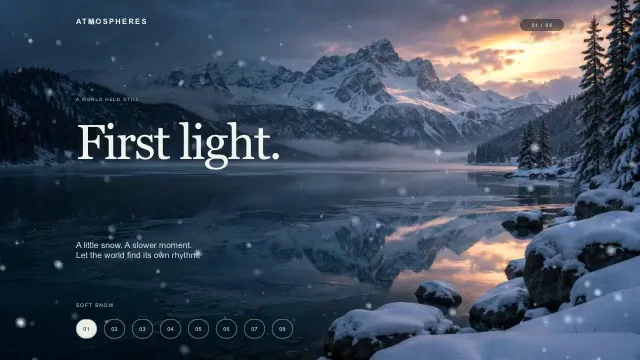 ATMOSPHERES
01 / 08
A WORLD HELD STILL
First light.
A little snow. A slower moment.
Let the world find its own rhythm.
SOFT SNOW
01 02 03 04 05 06 07 08